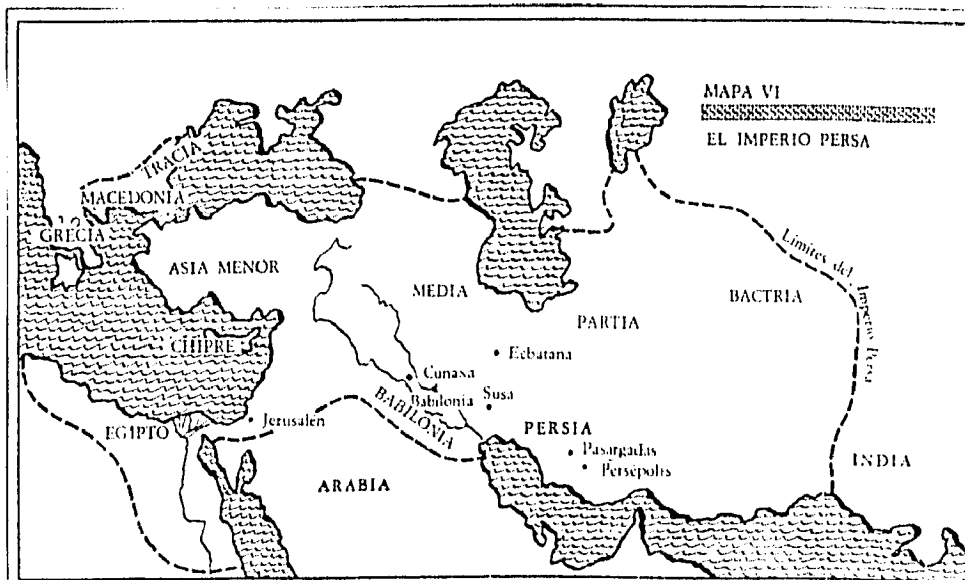 MAPA VI
EL IMPERIO PERSA
TRACIA
MACEDONIA
GRECIA
ASIA MENOR
MEDIA
PARTIA
BACTRIA
Límites del Imperio Persa
CHIPRE
Ecbatana
Cunaxa
Babilonia
Susa
BABILONIA
EGIPTO
Jerusalén
PERSIA
Pasargadas
Persépolis
INDIA
ARABIA